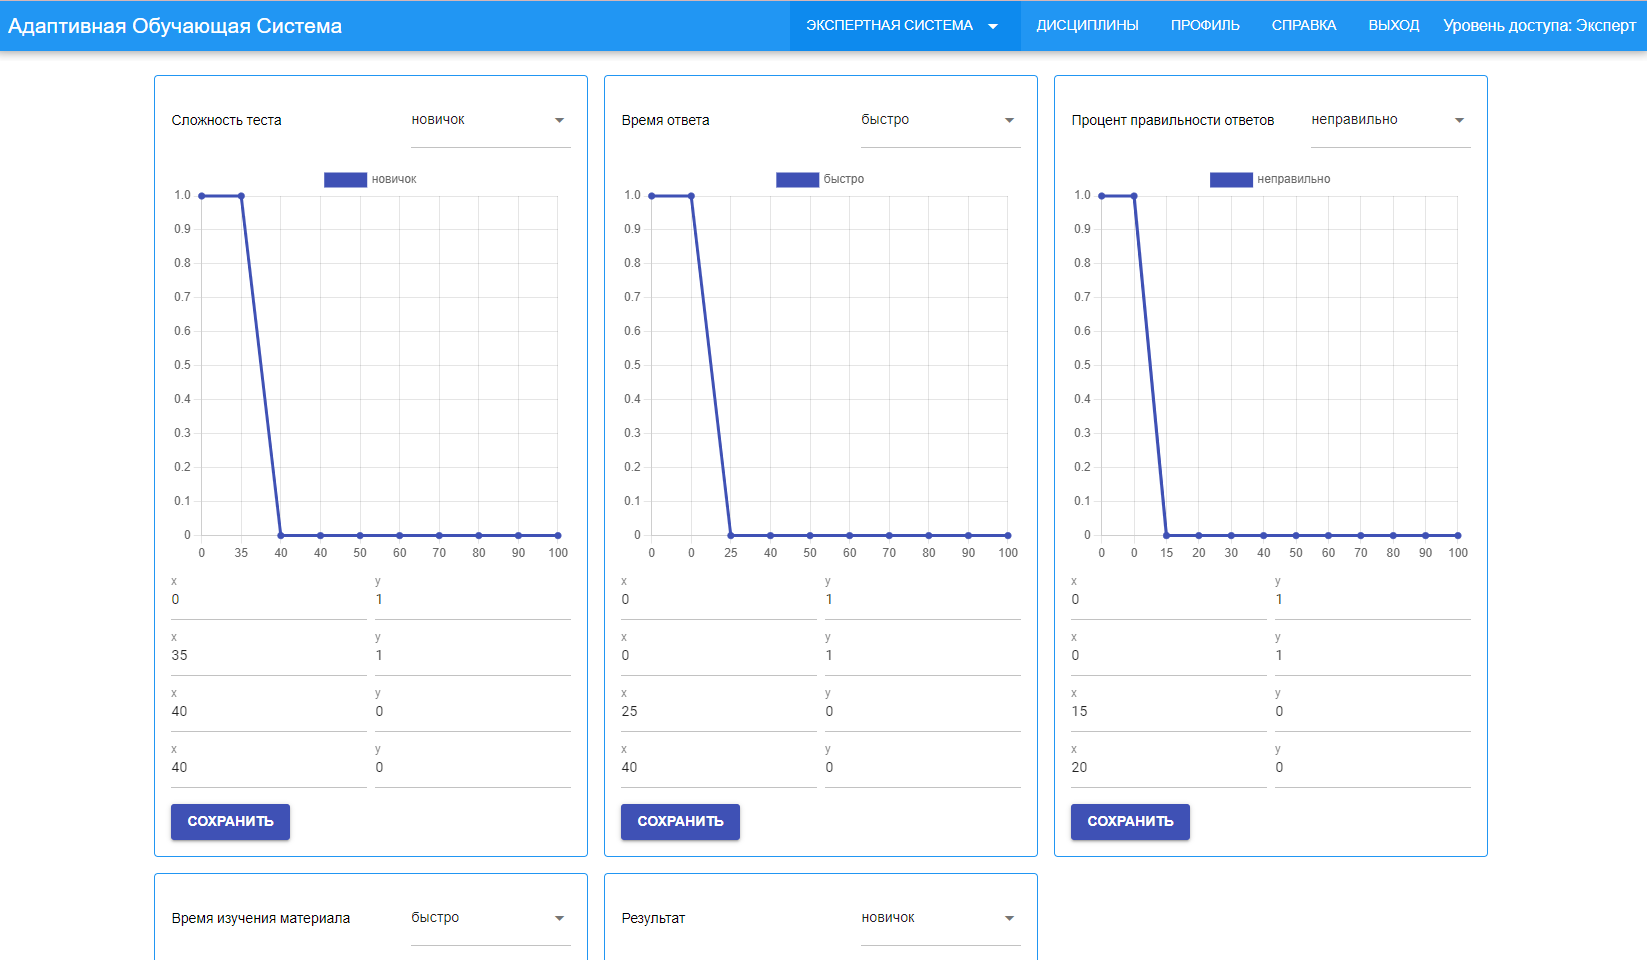 Адаптивная Обучающая Система
ЭКСПЕРТНАЯ СИСТЕМА ДИСЦИПЛИНЫ ПРОФИЛЬ СПРАВКА ВЫХОД Уровень доступа: Эксперт
Сложность теста
новичок
новичок
1.0
0.9
0.8
0.7
0.6
0.5
0.4
0.3
0.2
0.1
0
0 35 40 40 50 60 70 80 90 100
x y
0 1
x y
35 1
x y
40 0
x y
40 0
СОХРАНИТЬ
Время ответа
быстро
быстро
1.0
0.9
0.8
0.7
0.6
0.5
0.4
0.3
0.2
0.1
0
0 0 25 40 50 60 70 80 90 100
x y
0 1
x y
0 1
x y
25 0
x y
40 0
СОХРАНИТЬ
Процент правильности ответов
неправильно
неправильно
1.0
0.9
0.8
0.7
0.6
0.5
0.4
0.3
0.2
0.1
0
0 0 15 20 30 40 50 60 70 80 90 100
x y
0 1
x y
0 1
x y
15 0
x y
20 0
СОХРАНИТЬ
Время изучения материала
быстро
Результат
новичок